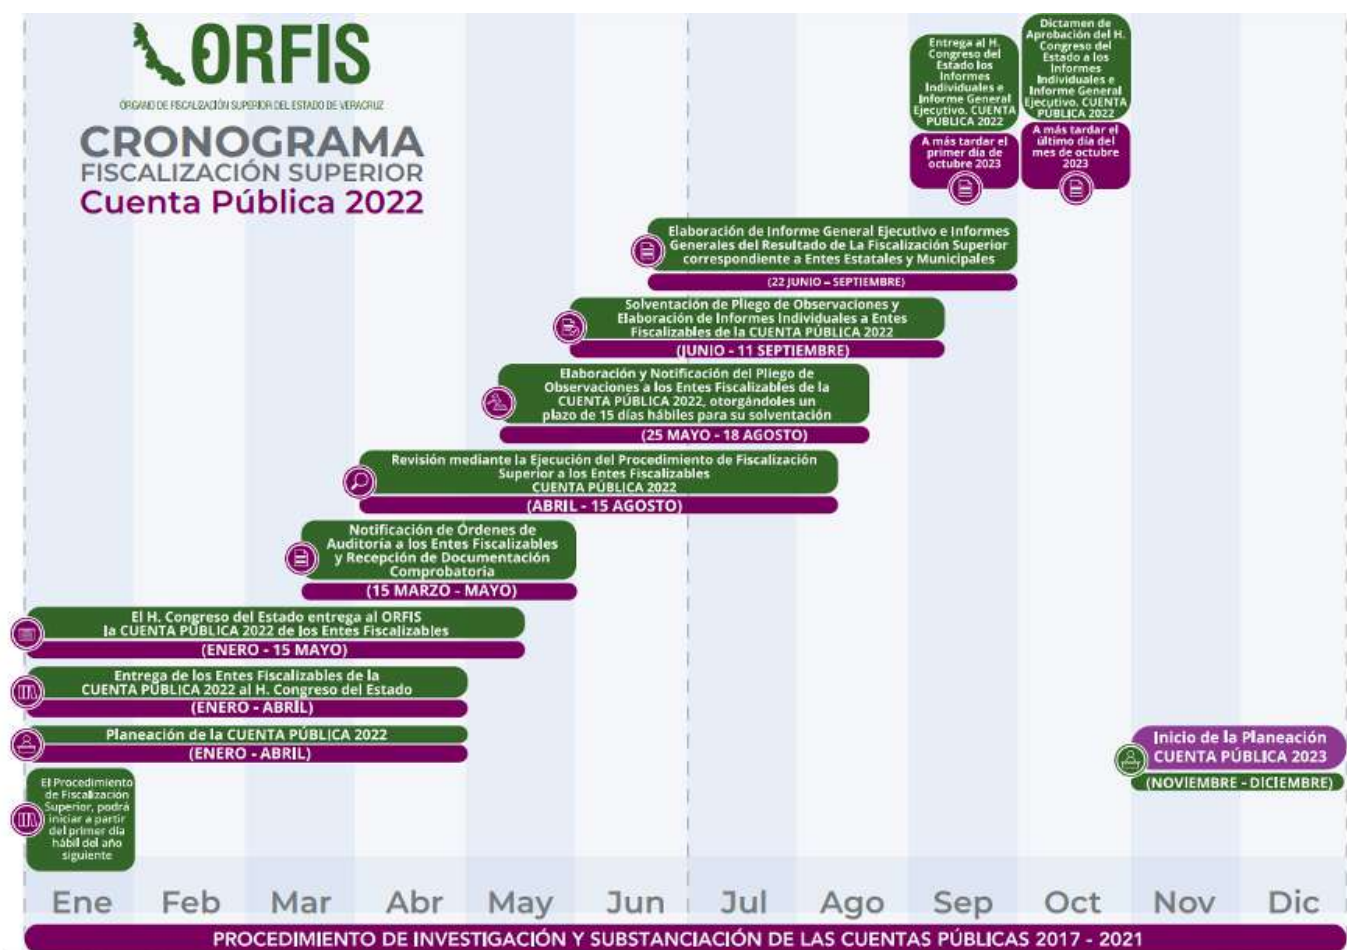 ORFIS
ÓRGANO DE FISCALIZACIÓN SUPERIOR DEL ESTADO DE VERACRUZ
CRONOGRAMA
FISCALIZACIÓN SUPERIOR
Cuenta Pública 2022
Entrega al H.
Congreso del
Estado los
Informes
Individuales e
Informe General
Ejecutivo. CUENTA
PÚBLICA 2022
A más tardar el
primer día de
octubre 2023
Dictamen de
Aprobación del H.
Congreso del
Estado a los
Informes
Individuales e
Informe General
Ejecutivo. CUENTA
PÚBLICA 2022
A más tardar el
último día del
mes de octubre
2023
Elaboración de Informe General Ejecutivo e Informes
Generales del Resultado de La Fiscalización Superior
correspondiente a Entes Estatales y Municipales
(22 JUNIO – SEPTIEMBRE)
Solventación de Pliego de Observaciones y
Elaboración de Informes Individuales a Entes
Fiscalizables de la CUENTA PÚBLICA 2022
(JUNIO - 11 SEPTIEMBRE)
Elaboración y Notificación del Pliego de
Observaciones a los Entes Fiscalizables de la
CUENTA PÚBLICA 2022, otorgándoles un
plazo de 15 días hábiles para su solventación
(25 MAYO - 18 AGOSTO)
Revisión mediante la Ejecución del Procedimiento de Fiscalización
Superior a los Entes Fiscalizables
CUENTA PÚBLICA 2022
(ABRIL - 15 AGOSTO)
Notificación de Órdenes de
Auditoría a los Entes Fiscalizables
y Recepción de Documentación
Comprobatoria
(15 MARZO - MAYO)
El H. Congreso del Estado entrega al ORFIS
la CUENTA PÚBLICA 2022 de los Entes Fiscalizables
(ENERO - 15 MAYO)
Entrega de los Entes Fiscalizables de la
CUENTA PÚBLICA 2022 al H. Congreso del Estado
(ENERO - ABRIL)
Planeación de la CUENTA PÚBLICA 2022
(ENERO - ABRIL)
Inicio de la Planeación
CUENTA PÚBLICA 2023
(NOVIEMBRE - DICIEMBRE)
El Procedimiento
de Fiscalización
Superior, podrá
iniciar a partir
del primer día
hábil del año
siguiente
Ene Feb Mar Abr May Jun Jul Ago Sep Oct Nov Dic
PROCEDIMIENTO DE INVESTIGACIÓN Y SUBSTANCIACIÓN DE LAS CUENTAS PÚBLICAS 2017 - 2021